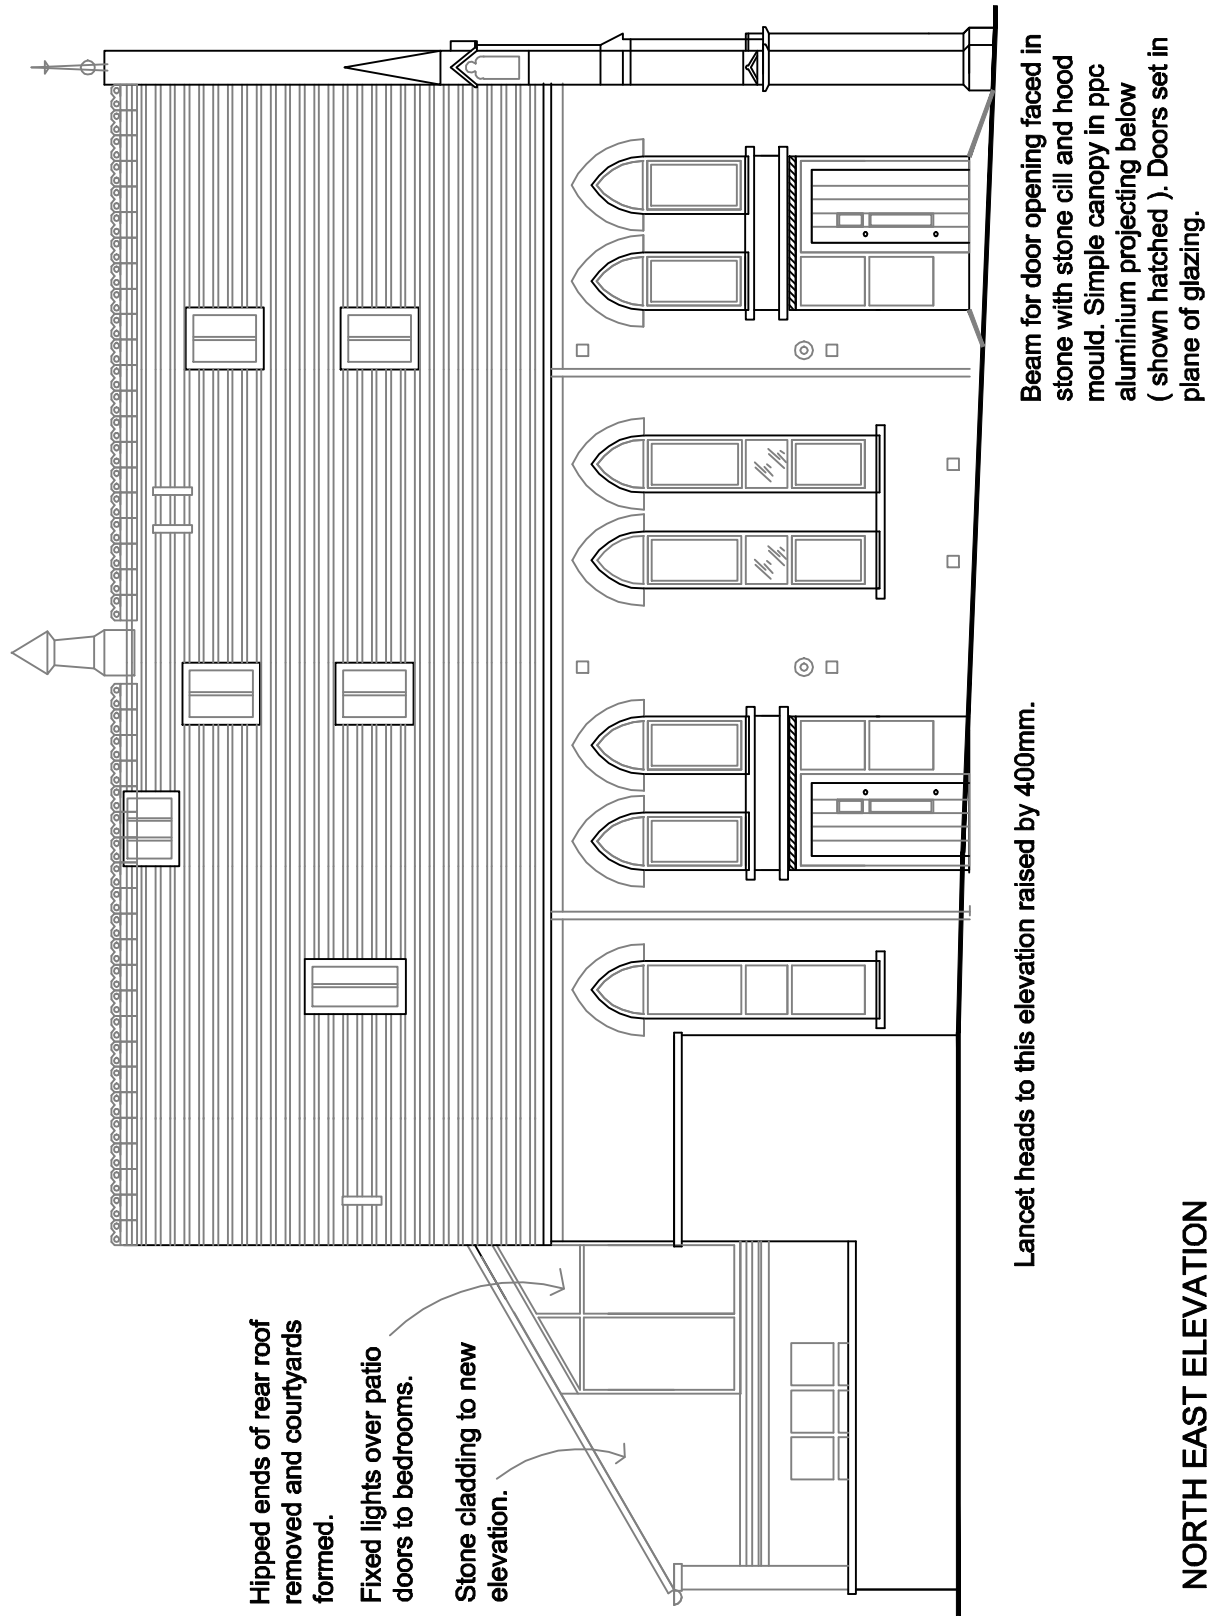 Hipped ends of rear roof
removed and courtyards
formed.
Fixed lights over patio
doors to bedrooms.
Stone cladding to new
elevation.
Lancet heads to this elevation raised by 400mm.
Beam for door opening faced in
stone with stone cill and hood
mould. Simple canopy in ppc
aluminium projecting below
( shown hatched ). Doors set in
plane of glazing.
NORTH EAST ELEVATION